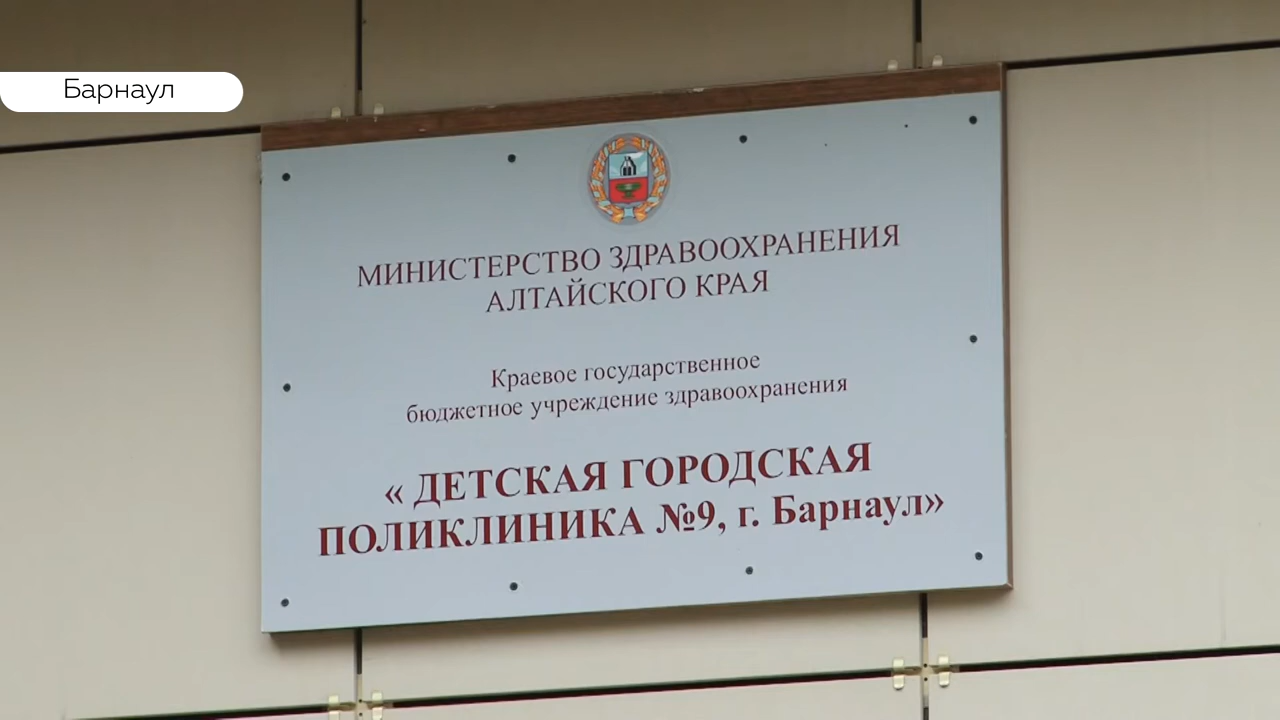 Барнаул
МИНИСТЕРСТВО ЗДРАВООХРАНЕНИЯ
АЛТАЙСКОГО КРАЯ
Краевое государственное
бюджетное учреждение здравоохранения
« ДЕТСКАЯ ГОРОДСКАЯ
ПОЛИКЛИНИКА №9, г. Барнаул»